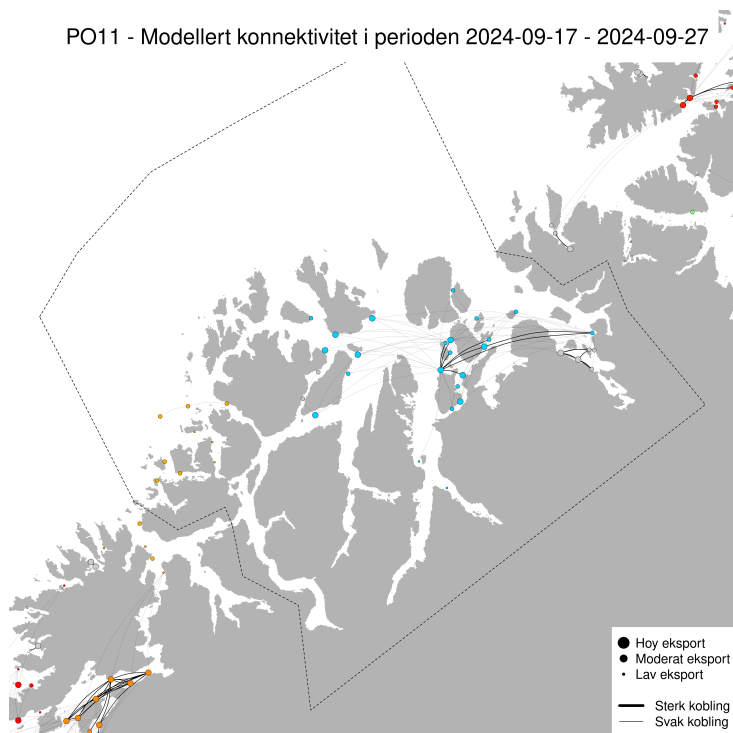 PO11 - Modellert konnektivitet i perioden 2024-09-17 - 2024-09-27
Hoy eksport
Moderat eksport
Lav eksport
Sterk kobling
Svak kobling